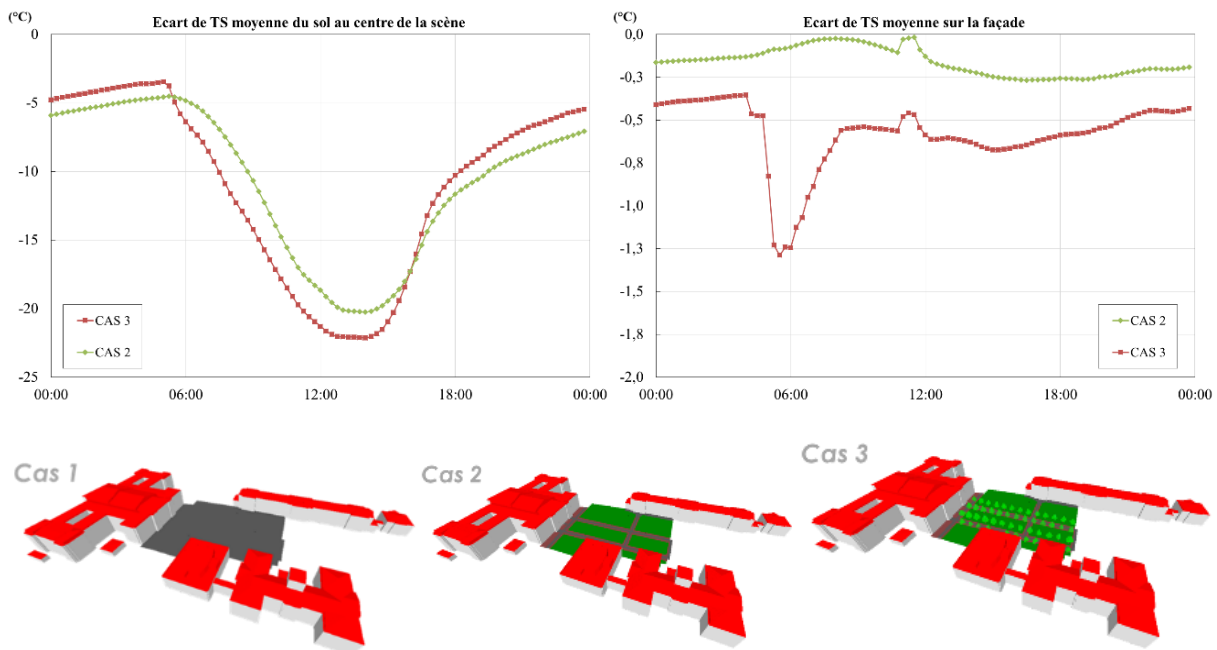 (°C)
Ecart de TS moyenne du sol au centre de la scène
0
-5
-10
-15
-20
-25
CAS 3
CAS 2
00:00 06:00 12:00 18:00 00:00
(°C)
Ecart de TS moyenne sur la façade
0,0
-0,3
-0,5
-0,8
-1,0
-1,3
-1,5
-1,8
-2,0
CAS 2
CAS 3
00:00 06:00 12:00 18:00 00:00
Cas 1
Cas 2
Cas 3